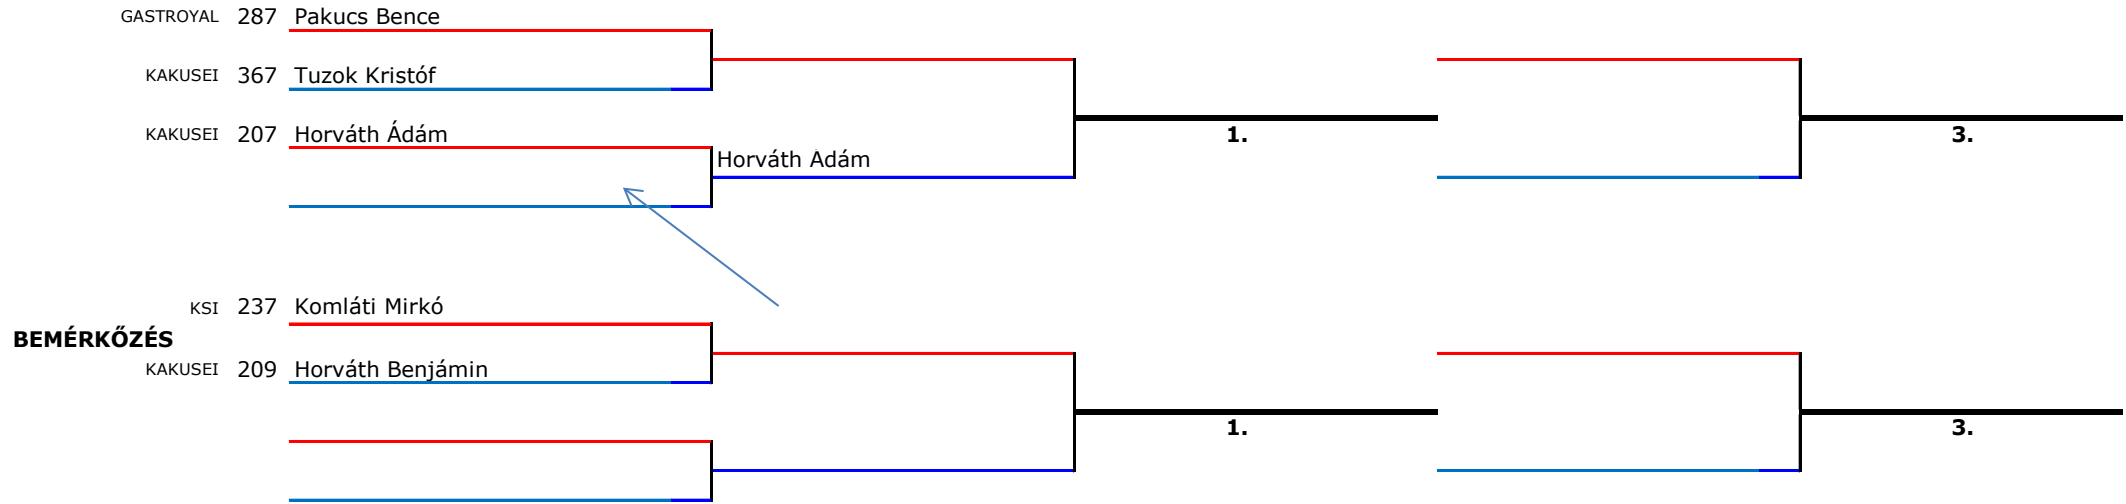 GASTROYAL 287 Pakucs Bence
KAKUSEI 367 Tuzok Kristóf
KAKUSEI 207 Horváth Ádám
1.
3.
Horváth Ádám
KSI 237 Komláti Mirkó
BEMÉRKŐZÉS
KAKUSEI 209 Horváth Benjámin
1.
3.